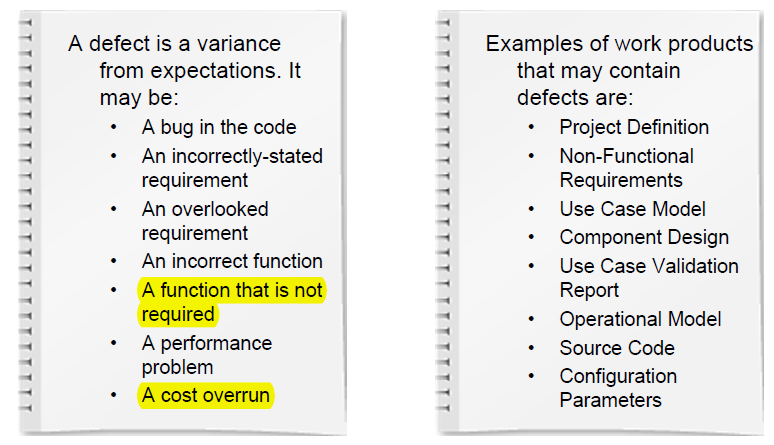 A defect is a variance
from expectations. It
may be:
• A bug in the code
• An incorrectly-stated
requirement
• An overlooked
requirement
• An incorrect function
• A function that is not
required
• A performance
problem
• A cost overrun
Examples of work products
that may contain
defects are:
• Project Definition
• Non-Functional
Requirements
• Use Case Model
• Component Design
• Use Case Validation
Report
• Operational Model
• Source Code
• Configuration
Parameters